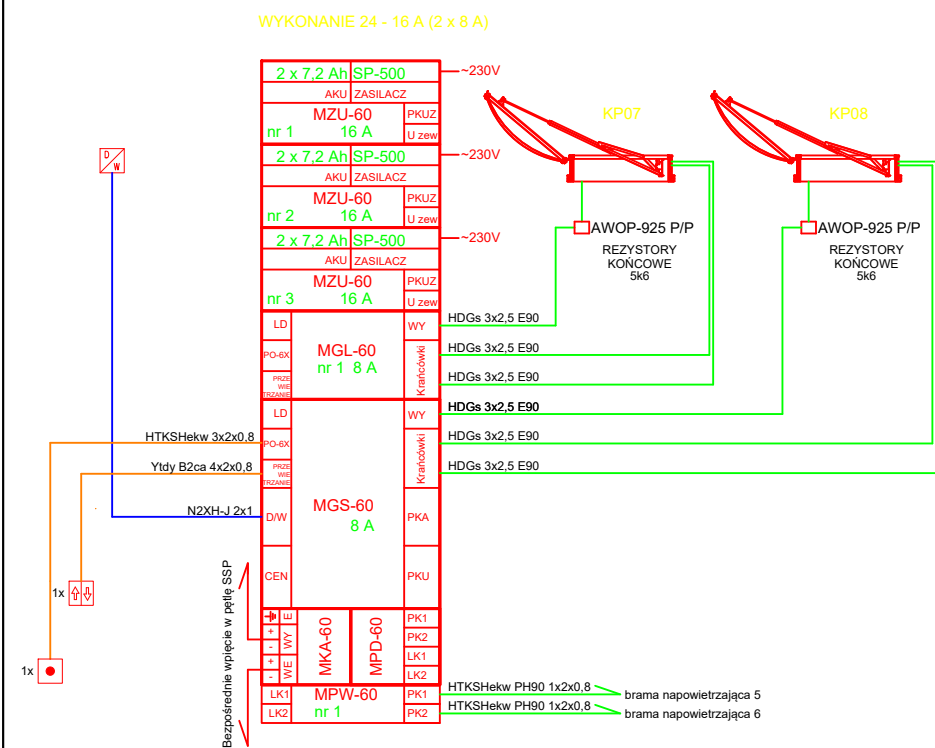 WYKONANIE 24 - 16 A (2 x 8 A)
2 x 7,2 Ah SP-500
~230V
AKU ZASILACZ
MZU-60
PKUZ
nr 1 16 A
U zew
KP07
KP08
D/W
2 x 7,2 Ah SP-500
~230V
AKU ZASILACZ
MZU-60
PKUZ
nr 2 16 A
U zew
2 x 7,2 Ah SP-500
~230V
AKU ZASILACZ
MZU-60
PKUZ
nr 3 16 A
U zew
AWOP-925 P/P
REZYSTORY
KOŃCOWE
5k6
AWOP-925 P/P
REZYSTORY
KOŃCOWE
5k6
LD
WY
HDGs 3x2,5 E90
MGL-60
nr 1 8 A
PO-6X
Krańcówki
HDGs 3x2,5 E90
PRZE
WIE
TRZANIE
HDGs 3x2,5 E90
LD
WY
HDGs 3x2,5 E90
HTKSHekw 3x2x0,8
PO-6X
Krańcówki
HDGs 3x2,5 E90
Ytdy B2ca 4x2x0,8
PRZE
WIE
TRZANIE
HDGs 3x2,5 E90
MGS-60
8 A
N2XH-J 2x1
D/W
PKA
CEN
PKU
1x
Bezpośrednie wpięcie w pętlę SSP
E
+
-
WY
+
-
WE
MKA-60
MPD-60
PK1
PK2
LK1
LK2
1x
LK1
MPW-60
PK1
HTKSHekw PH90 1x2x0,8
brama napowietrzająca 5
LK2
nr 1
PK2
HTKSHekw PH90 1x2x0,8
brama napowietrzająca 6